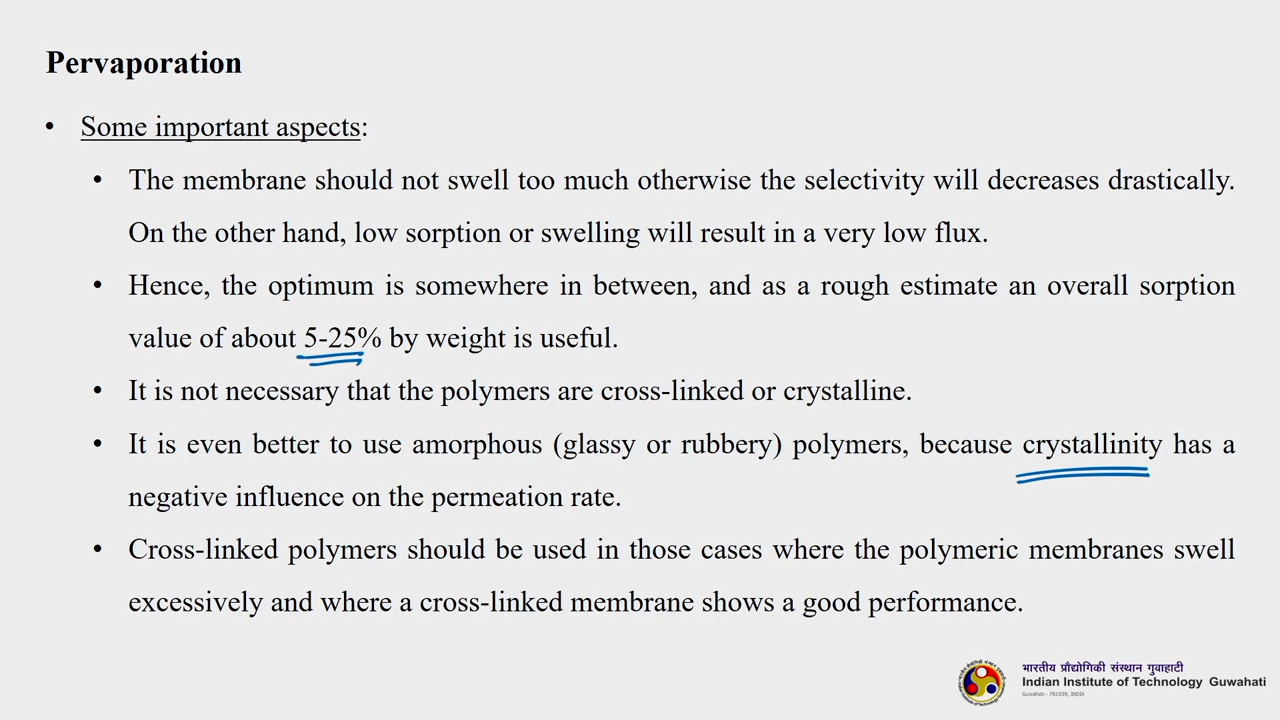 Pervaporation
• Some important aspects:
• The membrane should not swell too much otherwise the selectivity will decreases drastically.
On the other hand, low sorption or swelling will result in a very low flux.
• Hence, the optimum is somewhere in between, and as a rough estimate an overall sorption
value of about 5-25% by weight is useful.
• It is not necessary that the polymers are cross-linked or crystalline.
• It is even better to use amorphous (glassy or rubbery) polymers, because crystallinity has a
negative influence on the permeation rate.
• Cross-linked polymers should be used in those cases where the polymeric membranes swell
excessively and where a cross-linked membrane shows a good performance.
भारतीय प्रौद्योगिकी संस्थान गुवाहाटी
Indian Institute of Technology Guwahati
Guwahati - 781039, INDIA